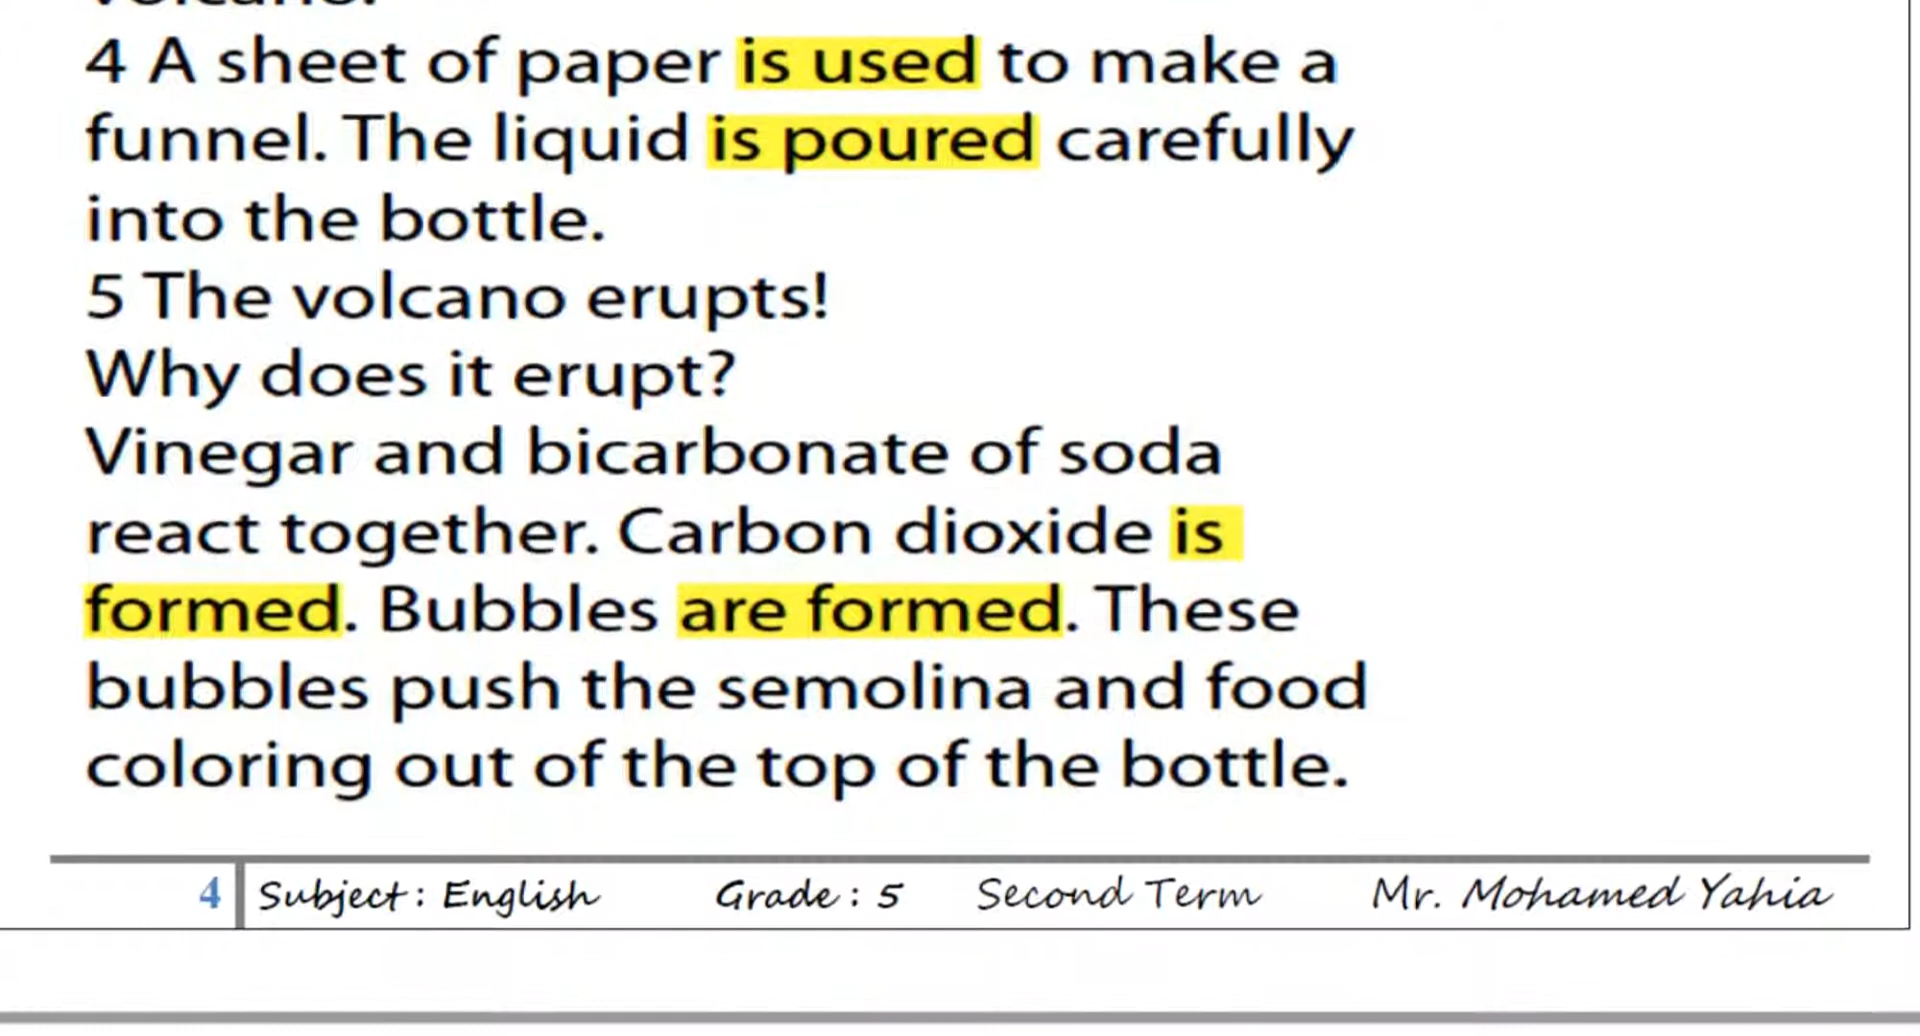 volcano.
4 A sheet of paper is used to make a
funnel. The liquid is poured carefully
into the bottle.
5 The volcano erupts!
Why does it erupt?
Vinegar and bicarbonate of soda
react together. Carbon dioxide is
formed. Bubbles are formed. These
bubbles push the semolina and food
coloring out of the top of the bottle.
4 Subject: English Grade: 5 Second Term Mr. Mohamed Yahia